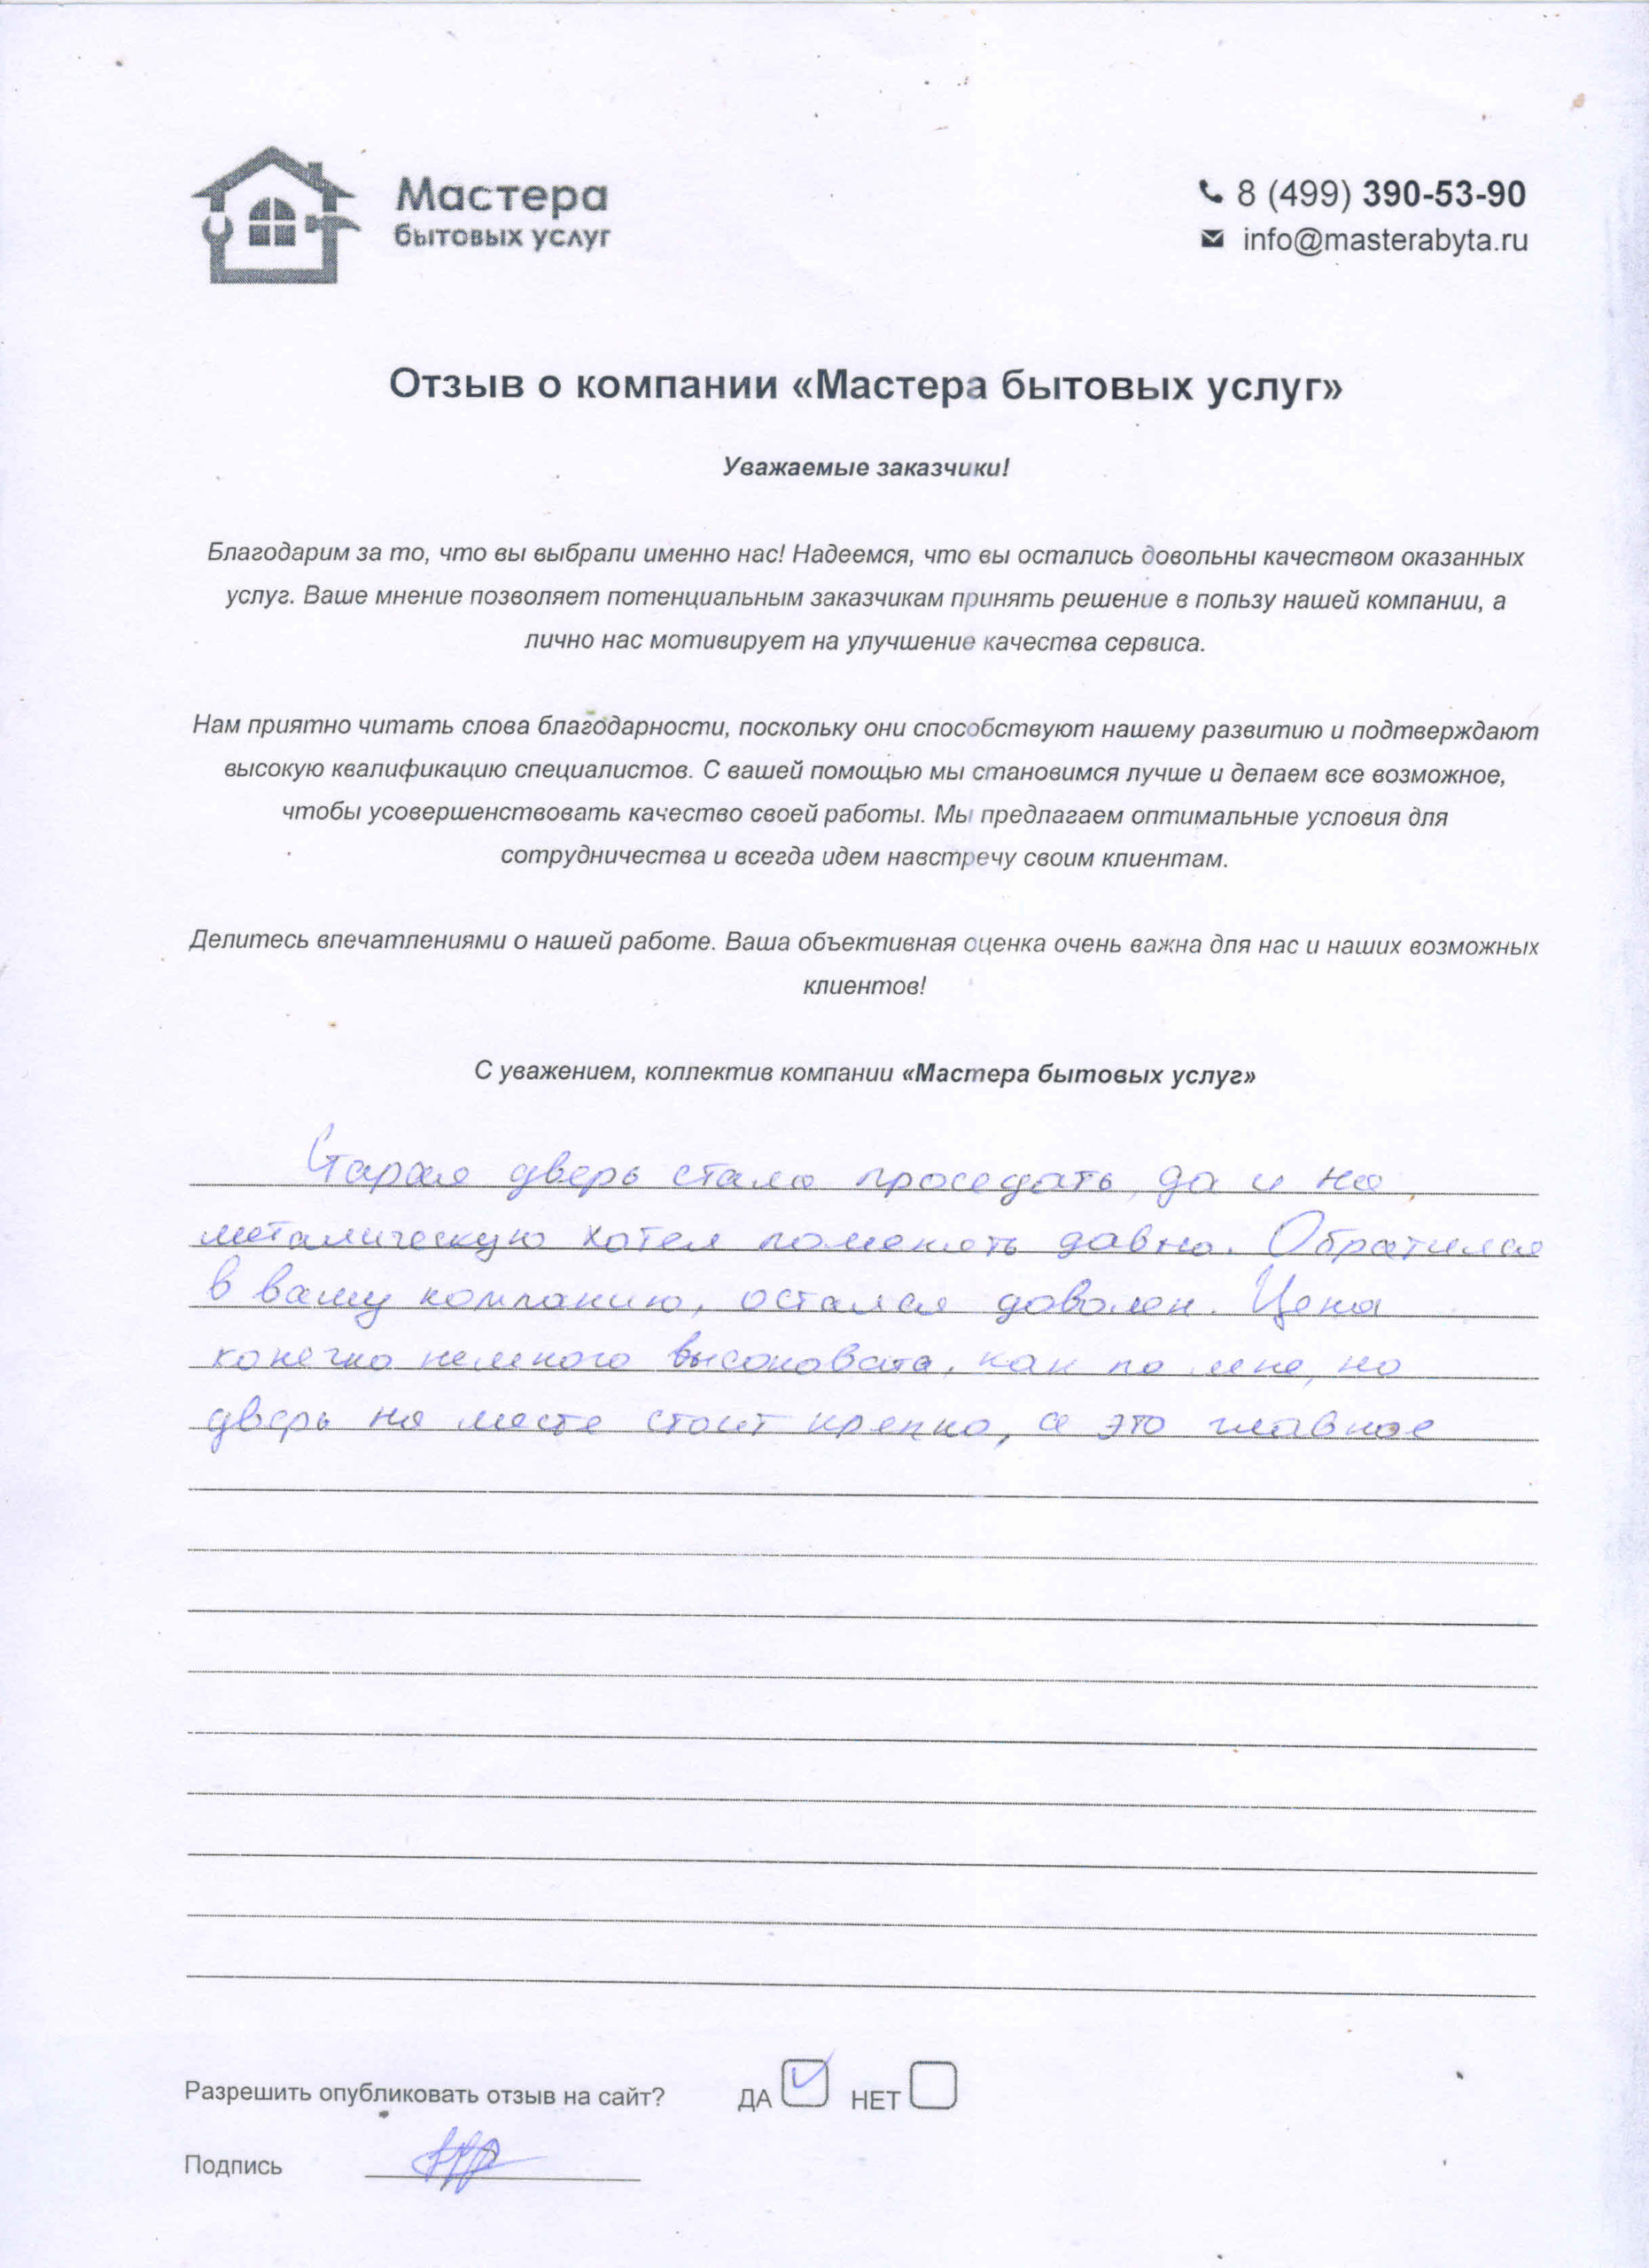 Мастера
бытовых услуг
8 (499) 390-53-90
info@masterabyta.ru
Отзыв о компании «Мастера бытовых услуг»
Уважаемые заказчики!
Благодарим за то, что вы выбрали именно нас! Надеемся, что вы остались довольны качеством оказанных
услуг. Ваше мнение позволяет потенциальным заказчикам принять решение в пользу нашей компании, а
лично нас мотивирует на улучшение качества сервиса.
Нам приятно читать слова благодарности, поскольку они способствуют нашему развитию и подтверждают
высокую квалификацию специалистов. С вашей помощью мы становимся лучше и делаем все возможное,
чтобы усовершенствовать качество своей работы. Мы предлагаем оптимальные условия для
сотрудничества и всегда идем навстречу своим клиентам.
Делитесь впечатлениями о нашей работе. Ваша объективная оценка очень важна для нас и наших возможных
клиентов!
С уважением, коллектив компании «Мастера бытовых услуг»
Старая дверь стала проседать, да и на
металическую хотел поменять давно. Обратился
в вашу компанию, остался доволен. Цена
конечно немного высоковата, как по мне, но
дверь на месте стоит крепко, а это главное
Разрешить опубликовать отзыв на сайт? ДА НЕТ
Подпись